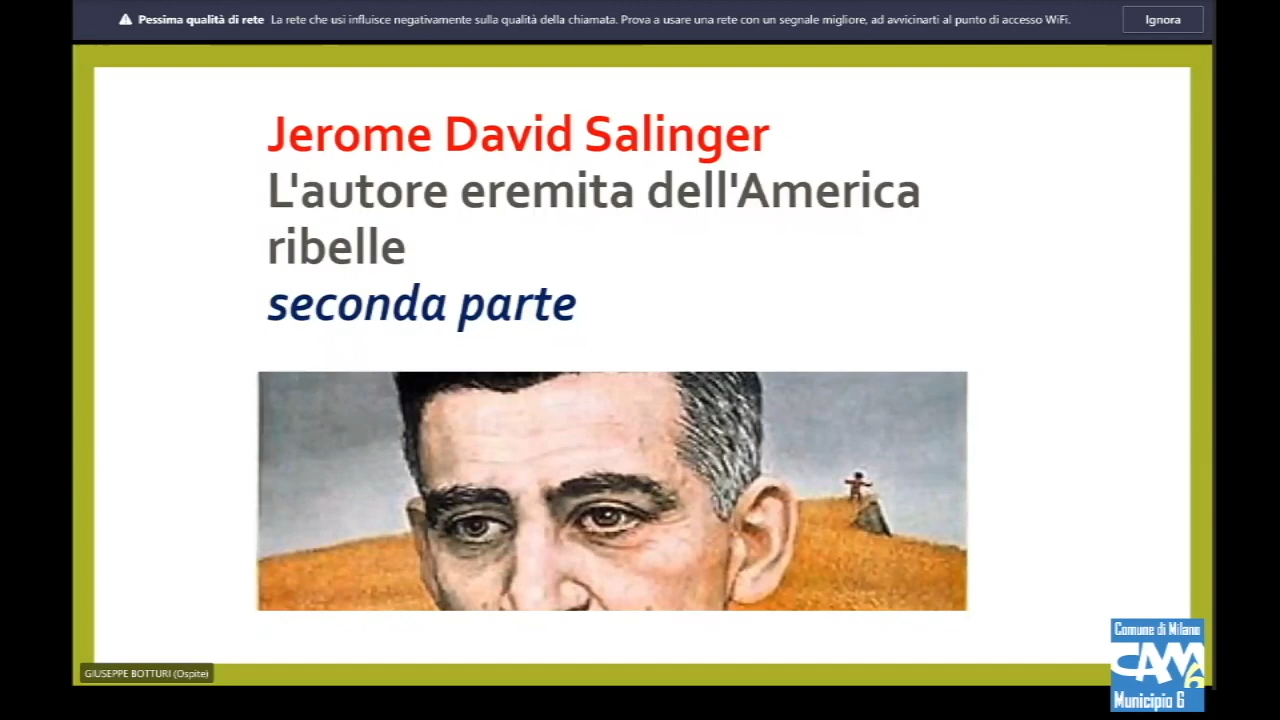 Pessima qualità di rete La rete che usi influisce negativamente sulla qualità della chiamata. Prova a usare una rete con un segnale migliore, ad avvicinarti al punto di accesso WiFi. Ignora
Jerome David Salinger
L'autore eremita dell'America
ribelle
seconda parte
GIUSEPPE BOTTURI (Ospite)
Comune di Milano
CAM
6
Municipio 6